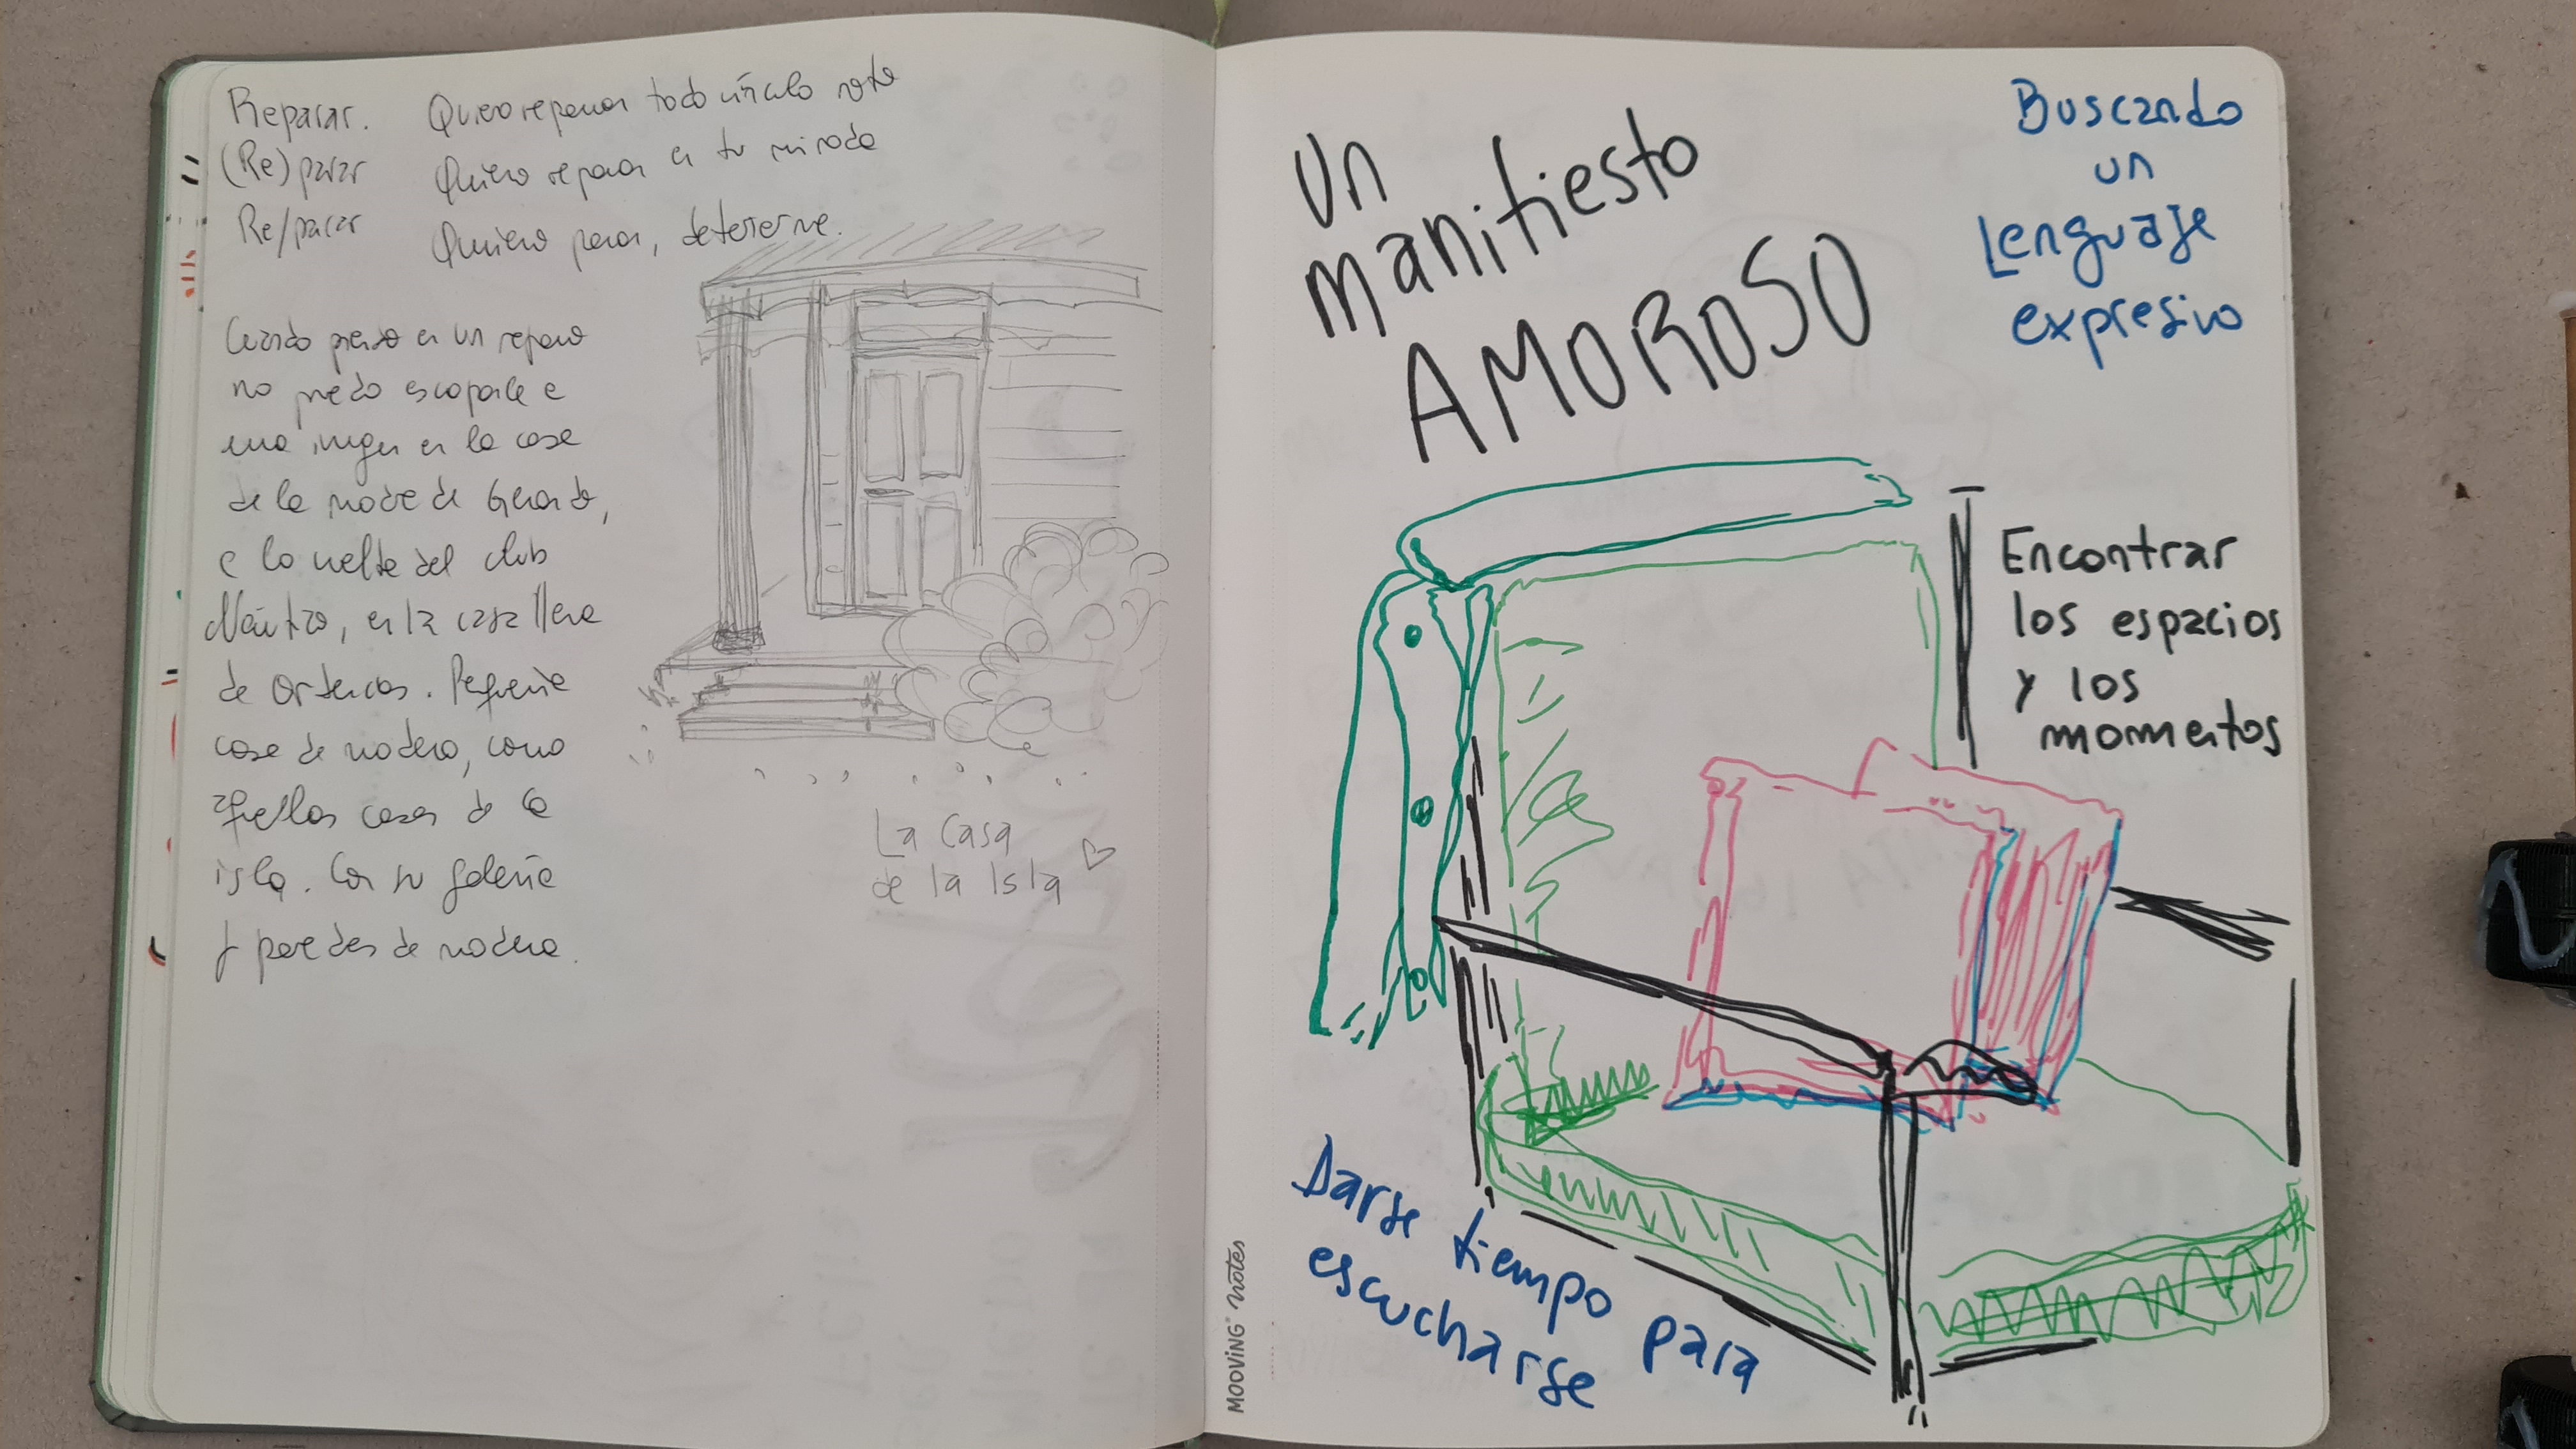 Reparar. Quiero reparar todo vínculo roto
(Re)parar Quiero reparar en tu mirada
Re/parar Quiero parar, detenerme.
Cuando pienso en un reparo
no puedo escaparle a
una imagen en la casa
de la madre de Gerardo,
a la vuelta del club
Náutico, en la casa llena
de ortencias. Pequeña
casa de madera, como
aquellas casas de la
isla. Con su galería
y paredes de madera.
La Casa
de la Isla
Un
manifiesto
AMOROSO
Buscando
un
Lenguaje
expresivo
Encontrar
los espacios
y los
momentos
Darse tiempo para
escucharse
MOOVING notes